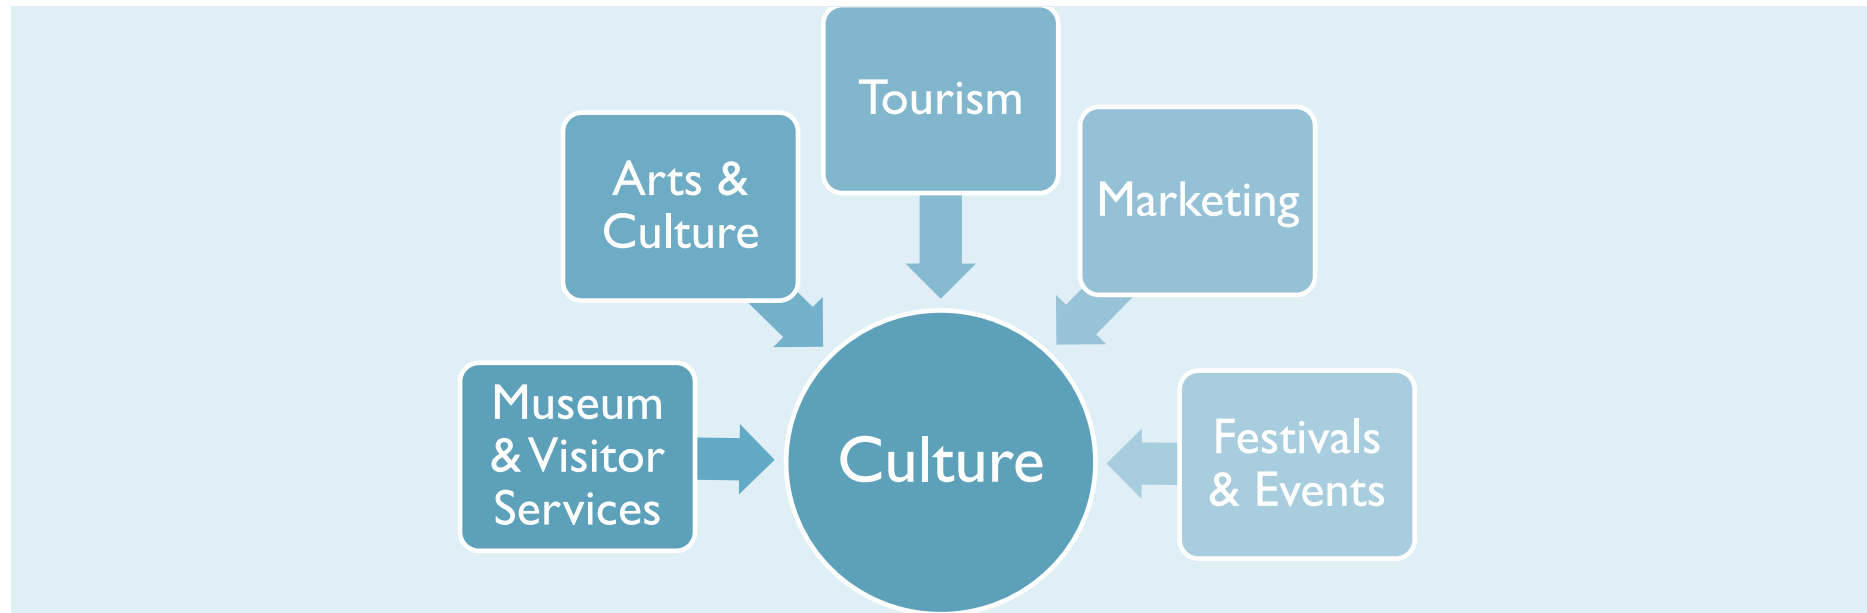 Tourism
Arts &
Culture
Marketing
Museum
& Visitor
Services
Culture
Festivals
& Events